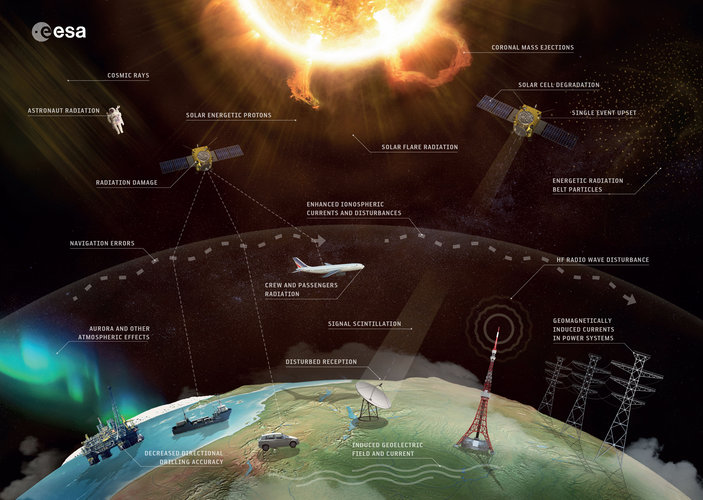 esa
CORONAL MASS EJECTIONS
COSMIC RAYS
SOLAR CELL DEGRADATION
ASTRONAUT RADIATION
SOLAR ENERGETIC PROTONS
SINGLE EVENT UPSET
SOLAR FLARE RADIATION
RADIATION DAMAGE
ENERGETIC RADIATION
BELT PARTICLES
ENHANCED IONOSPHERIC
CURRENTS AND DISTURBANCES
NAVIGATION ERRORS
HF RADIO WAVE DISTURBANCE
CREW AND PASSENGERS
RADIATION
SIGNAL SCINTILLATION
AURORA AND OTHER
ATMOSPHERIC EFFECTS
GEOMAGNETICALLY
INDUCED CURRENTS
IN POWER SYSTEMS
DISTURBED RECEPTION
DECREASED DIRECTIONAL
DRILLING ACCURACY
INDUCED GEOELECTRIC
FIELD AND CURRENT